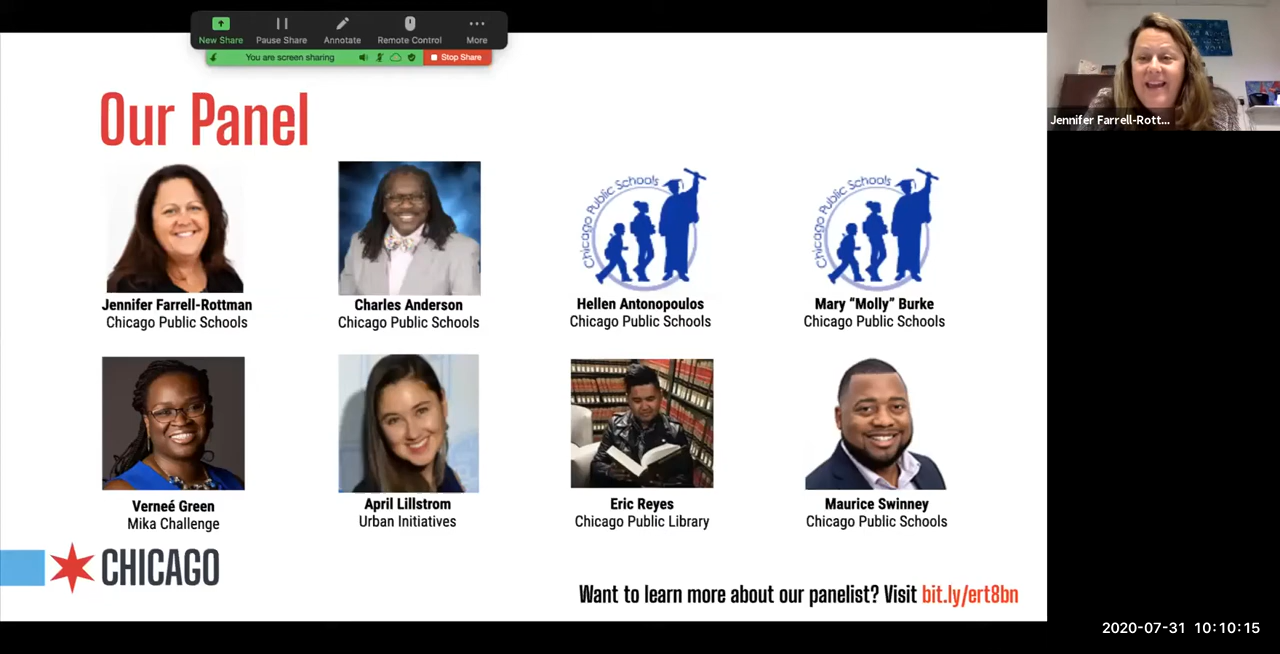 New Share
Pause Share
Annotate
Remote Control
More
You are screen sharing
Stop Share
Jennifer Farrell-Rott...
Our Panel
Chicago Public Schools
Chicago Public Schools
Jennifer Farrell-Rottman
Chicago Public Schools
Charles Anderson
Chicago Public Schools
Hellen Antonopoulos
Chicago Public Schools
Mary “Molly” Burke
Chicago Public Schools
Verneé Green
Mika Challenge
April Lillstrom
Urban Initiatives
Eric Reyes
Chicago Public Library
Maurice Swinney
Chicago Public Schools
CHICAGO
Want to learn more about our panelist? Visit bit.ly/ert8bn
2020-07-31 10:10:15